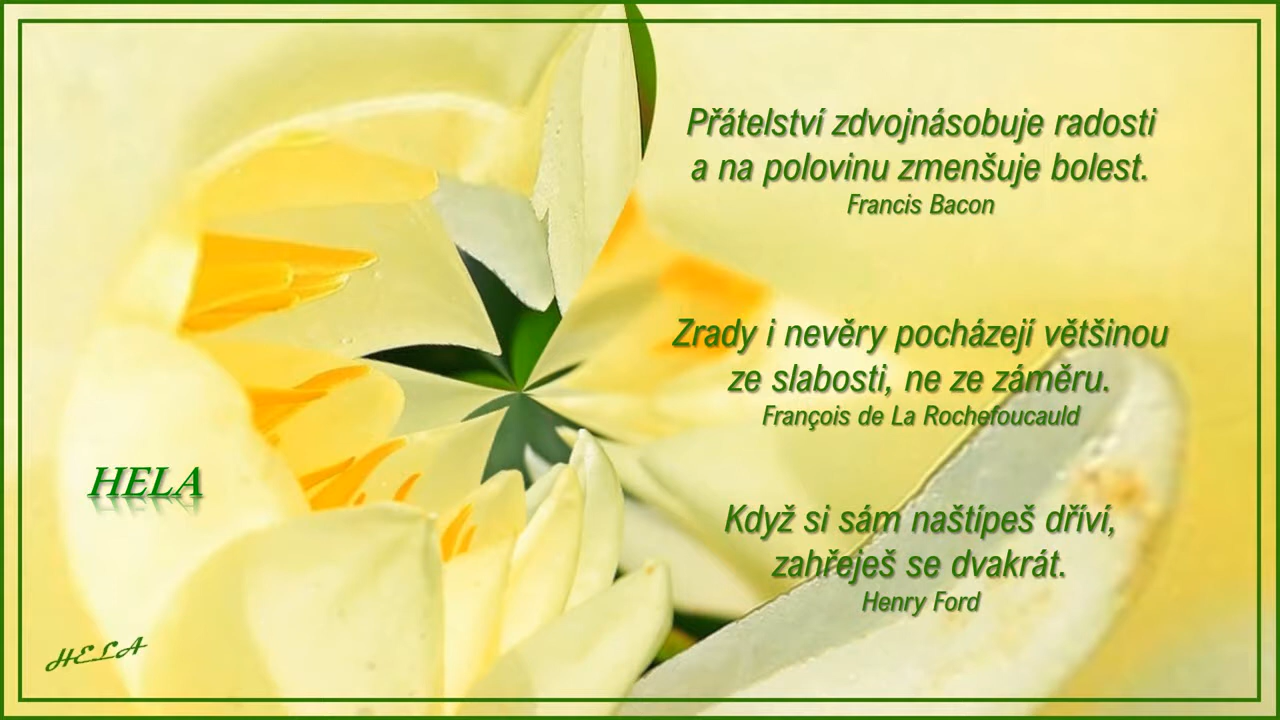 Přátelství zdvojnásobuje radosti
a na polovinu zmenšuje bolest.
Francis Bacon
Zrady i nevěry pocházejí většinou
ze slabosti, ne ze záměru.
François de La Rochefoucauld
HELA
Když si sám naštípeš dříví,
zahřeješ se dvakrát.
Henry Ford
HELA